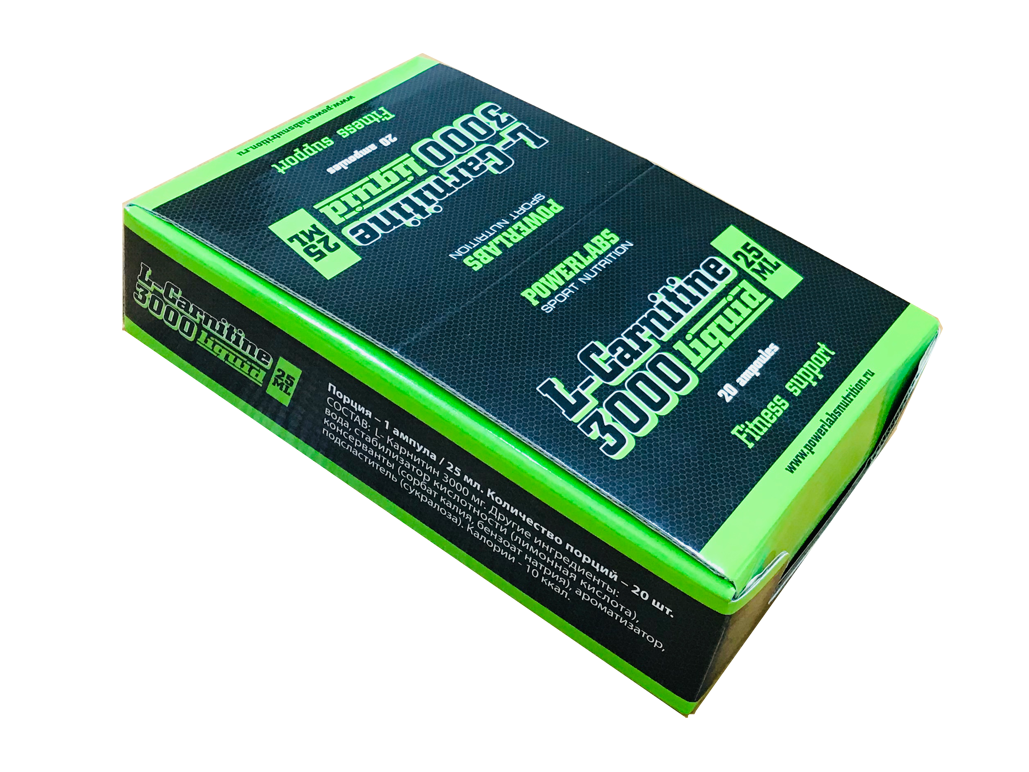 www.powerlabsnutrition.ru
Fitness support
20 ampoules
L-Carnitine
3000 Liquid
25 ML
POWERLABS
SPORT NUTRITION
POWERLABS
SPORT NUTRITION
L-Carnitine
3000 Liquid
25 ML
20 ampoules
Fitness support
www.powerlabsnutrition.ru
L-Carnitine
3000 Liquid
25 ML
Порция – 1 ампула / 25 мл. Количество порций – 20 шт.
СОСТАВ: L- Карнитин 3000 мг. Другие ингредиенты:
вода, стабилизатор кислотности (лимонная кислота),
консерванты (сорбат калия, бензоат натрия), ароматизатор,
подсластитель (сукралоза). Калории - 10 ккал.